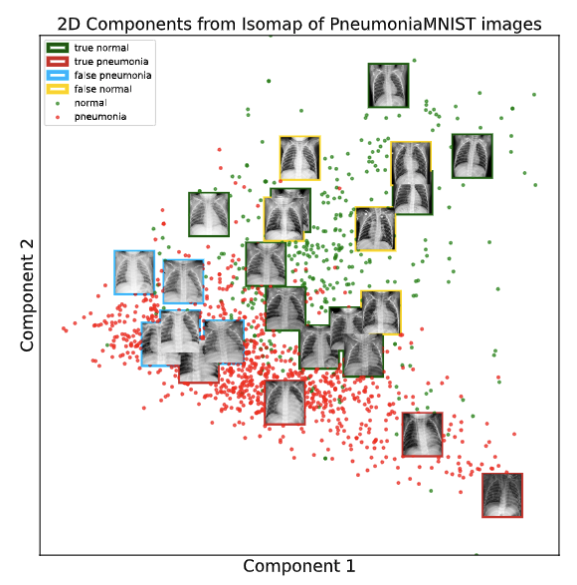 2D Components from Isomap of PneumoniaMNIST images
true normal
true pneumonia
false pneumonia
false normal
normal
pneumonia
Component 2
Component 1